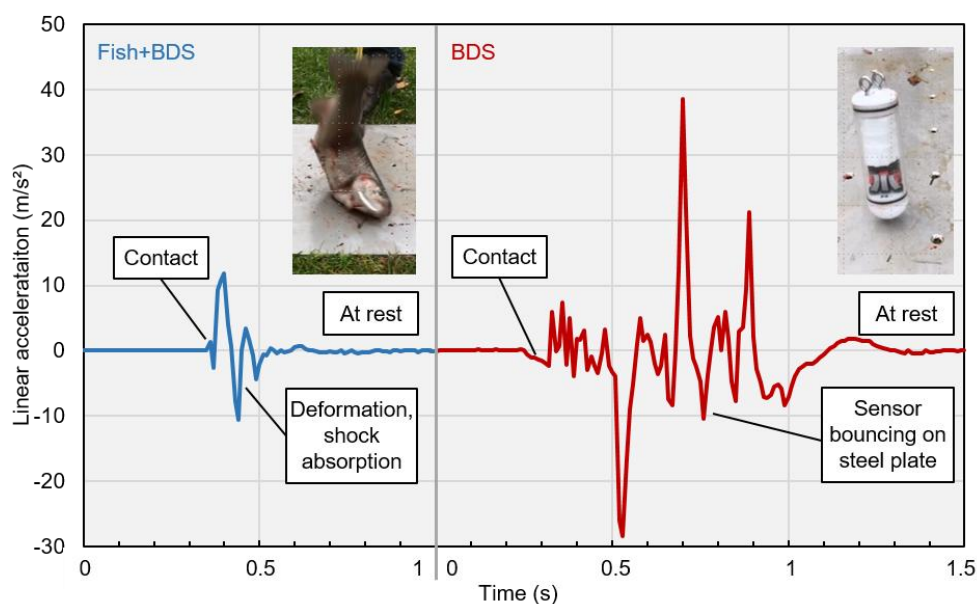 50
40
30
20
10
0
-10
-20
-30
Linear accelerataiton (m/s²)
Fish+BDS
BDS
Contact
At rest
Deformation,
shock
absorption
Contact
At rest
Sensor
bouncing on
steel plate
0
0.5
1
0
0.5
1
1.5
Time (s)